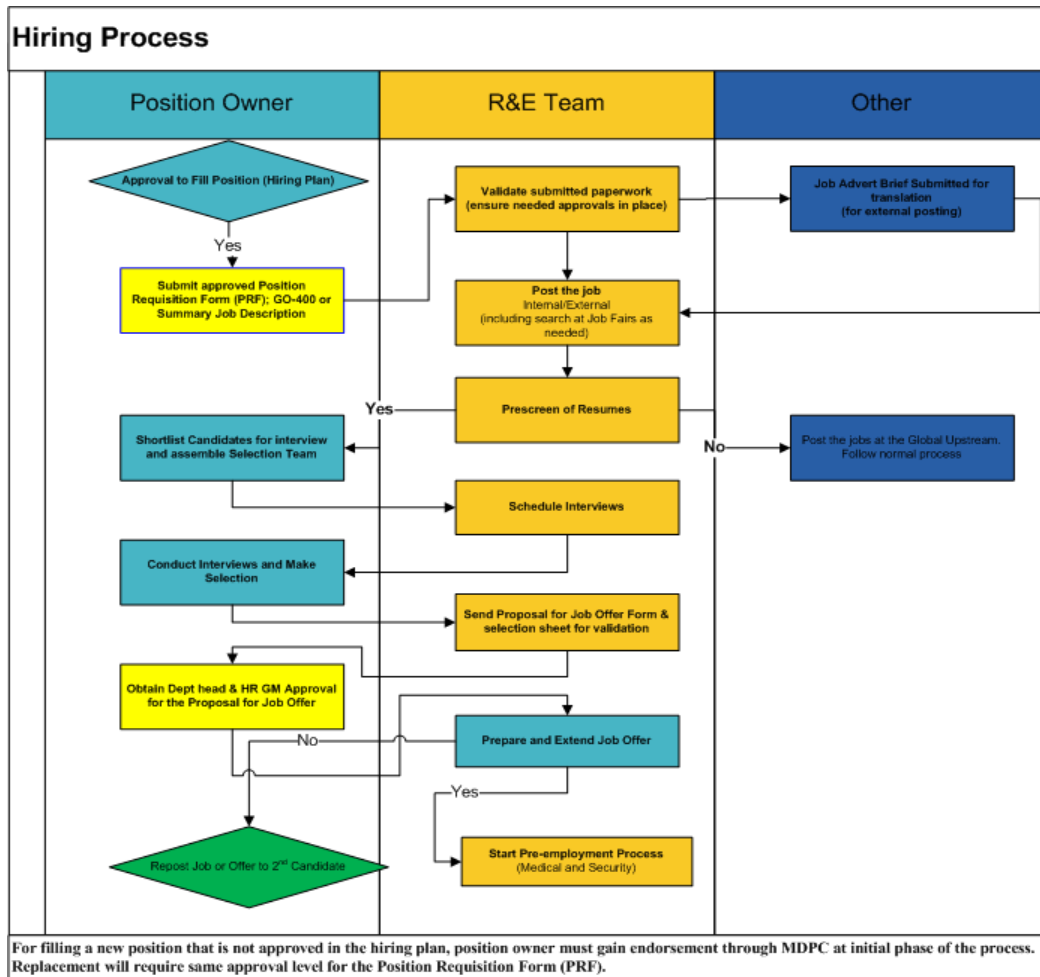 Hiring Process
Position Owner
R&E Team
Other
Approval to Fill Position (Hiring Plan)
Yes
Submit approved Position
Requisition Form (PRF); GO-400 or
Summary Job Description
Validate submitted paperwork
(ensure needed approvals in place)
Job Advert Brief Submitted for
translation
(for external posting)
Post the job
Internal/External
(including search at Job Fairs as
needed)
Prescreen of Resumes
Yes
No
Shortlist Candidates for interview
and assemble Selection Team
Post the jobs at the Global Upstream.
Follow normal process
Schedule Interviews
Conduct Interviews and Make
Selection
Send Proposal for Job Offer Form &
selection sheet for validation
Obtain Dept head & HR GM Approval
for the Proposal for Job Offer
Prepare and Extend Job Offer
No
Yes
Repost Job or Offer to 2nd Candidate
Start Pre-employment Process
(Medical and Security)
For filling a new position that is not approved in the hiring plan, position owner must gain endorsement through MDPC at initial phase of the process.
Replacement will require same approval level for the Position Requisition Form (PRF).